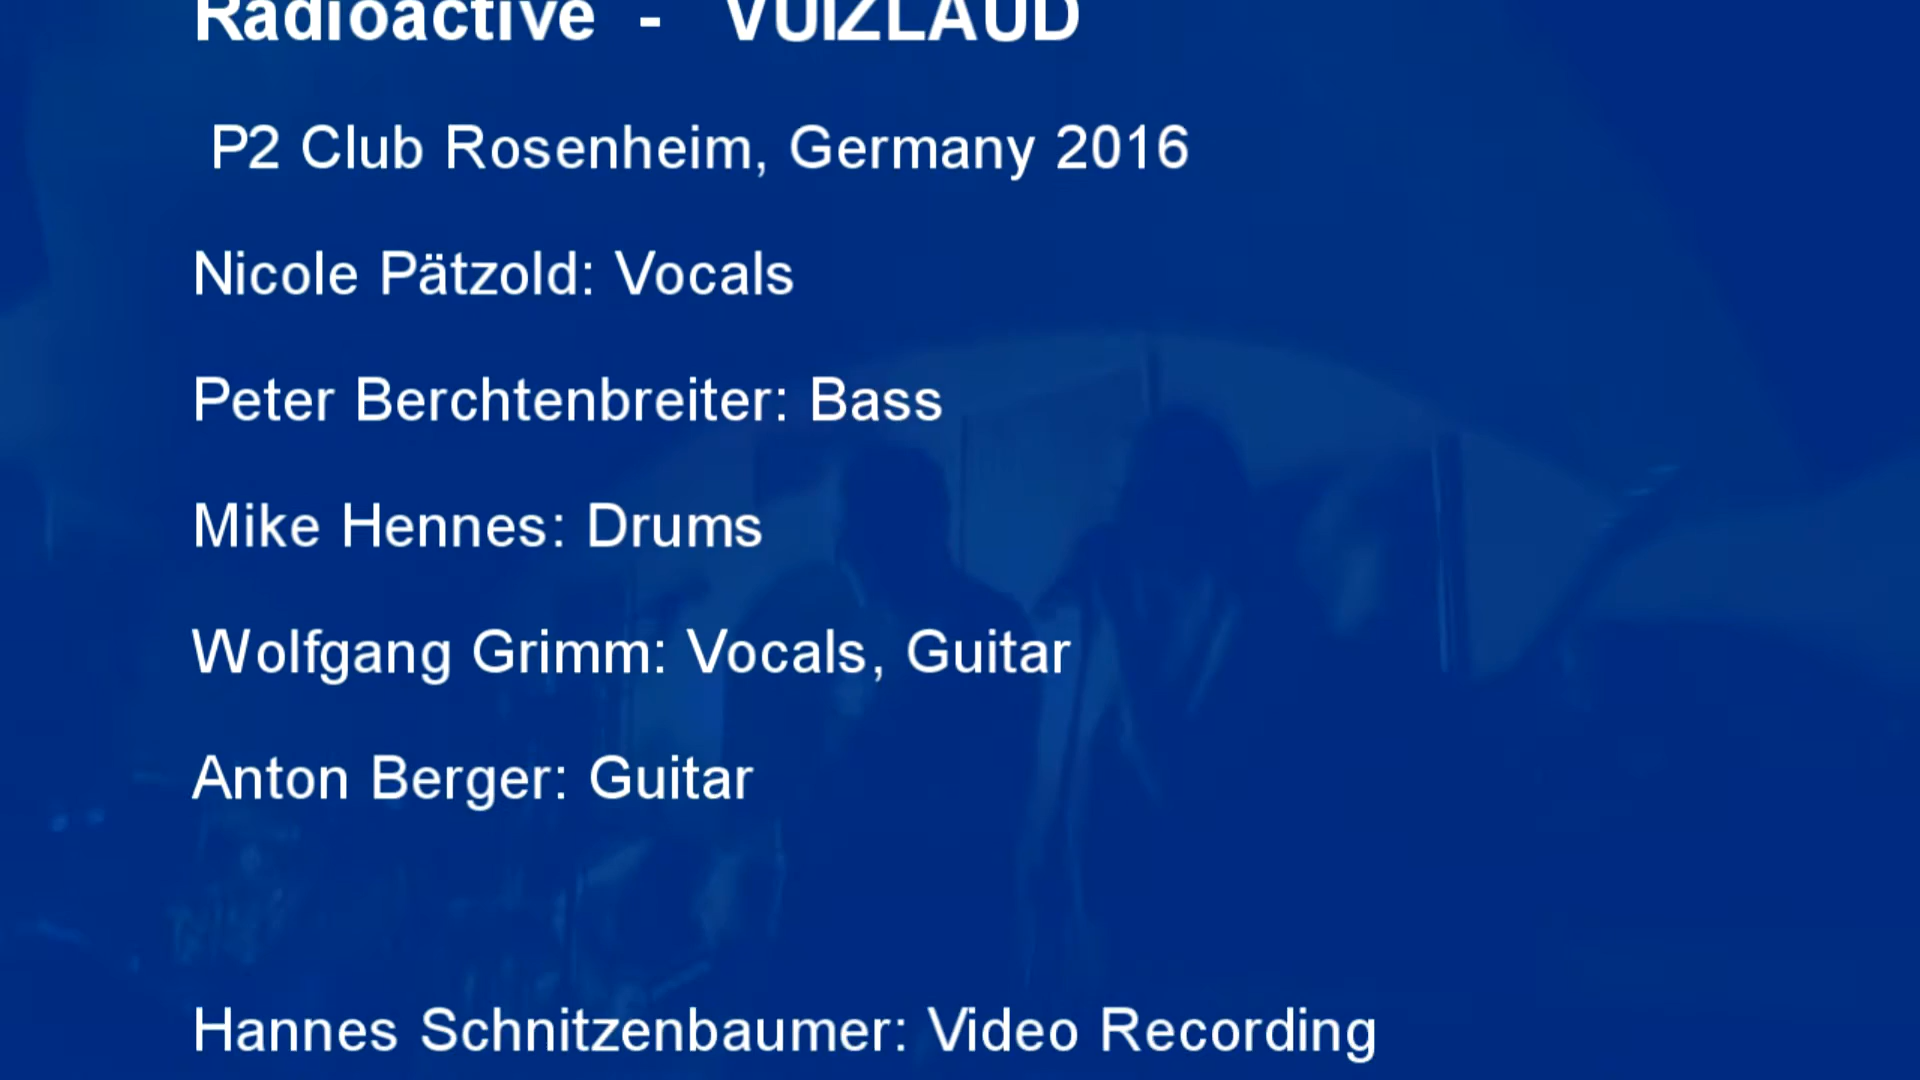 Radioactive - VUIZLAUD
P2 Club Rosenheim, Germany 2016
Nicole Pätzold: Vocals
Peter Berchtenbreiter: Bass
Mike Hennes: Drums
Wolfgang Grimm: Vocals, Guitar
Anton Berger: Guitar
Hannes Schnitzenbaumer: Video Recording